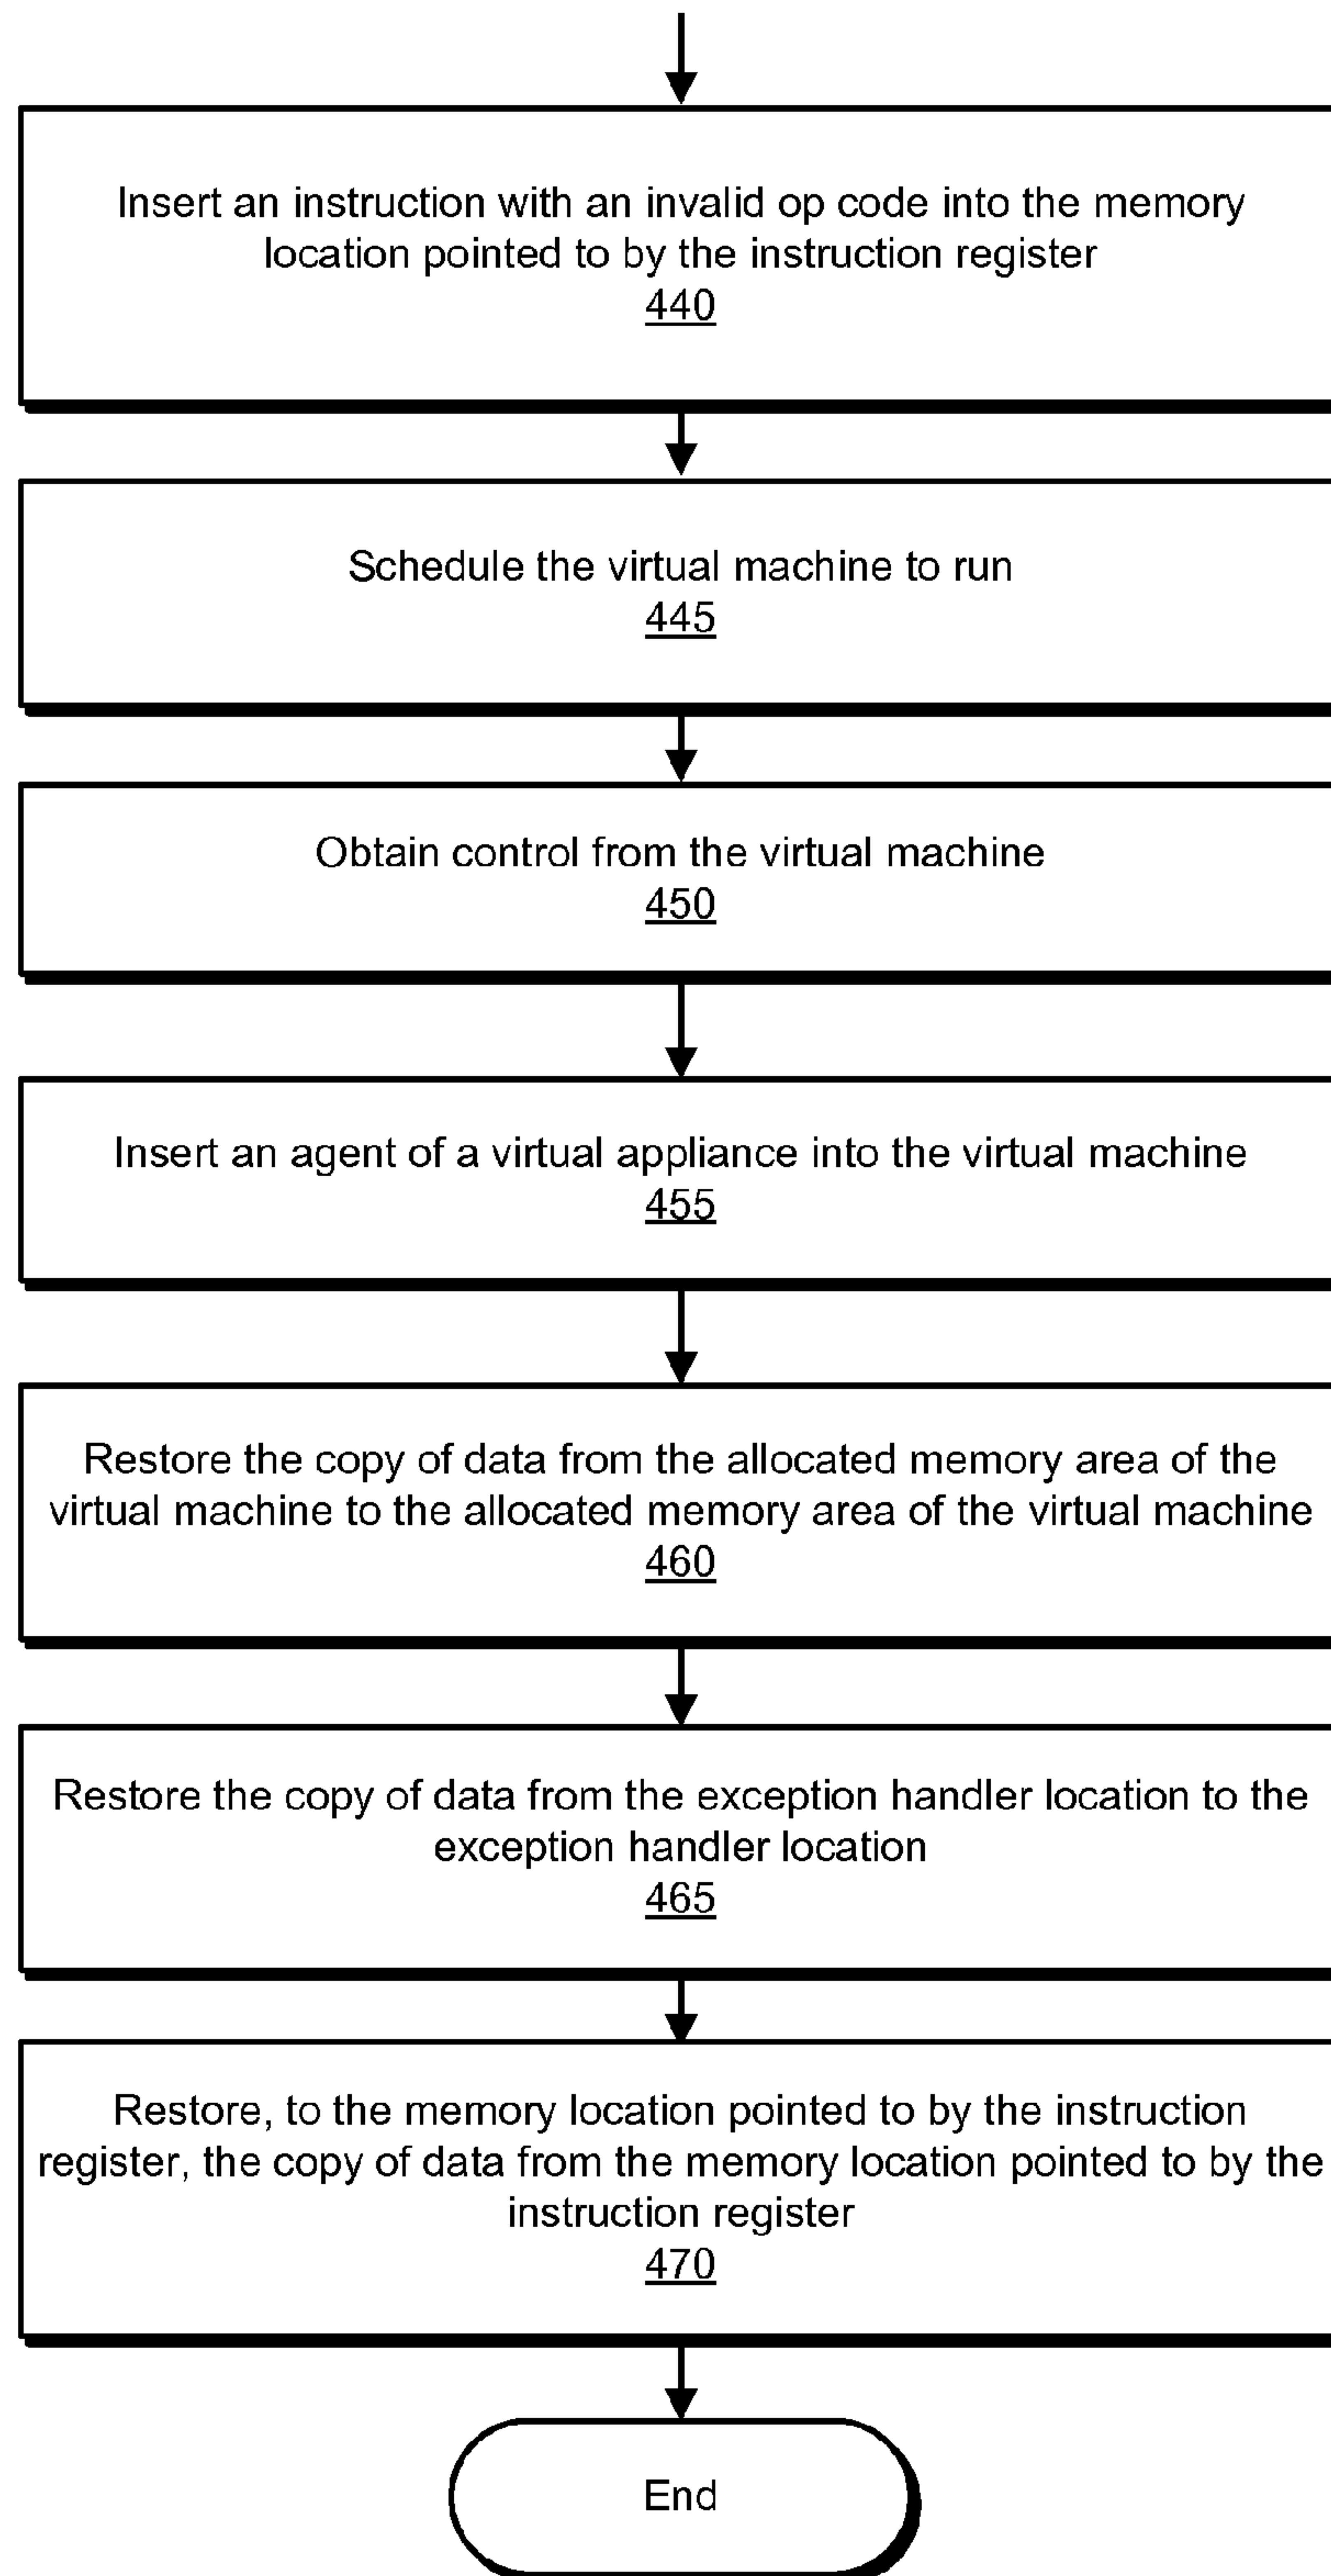 Insert an instruction with an invalid op code into the memory
location pointed to by the instruction register
440
Schedule the virtual machine to run
445
Obtain control from the virtual machine
450
Insert an agent of a virtual appliance into the virtual machine
455
Restore the copy of data from the allocated memory area of the
virtual machine to the allocated memory area of the virtual machine
460
Restore the copy of data from the exception handler location to the
exception handler location
465
Restore, to the memory location pointed to by the instruction
register, the copy of data from the memory location pointed to by the
instruction register
470
End